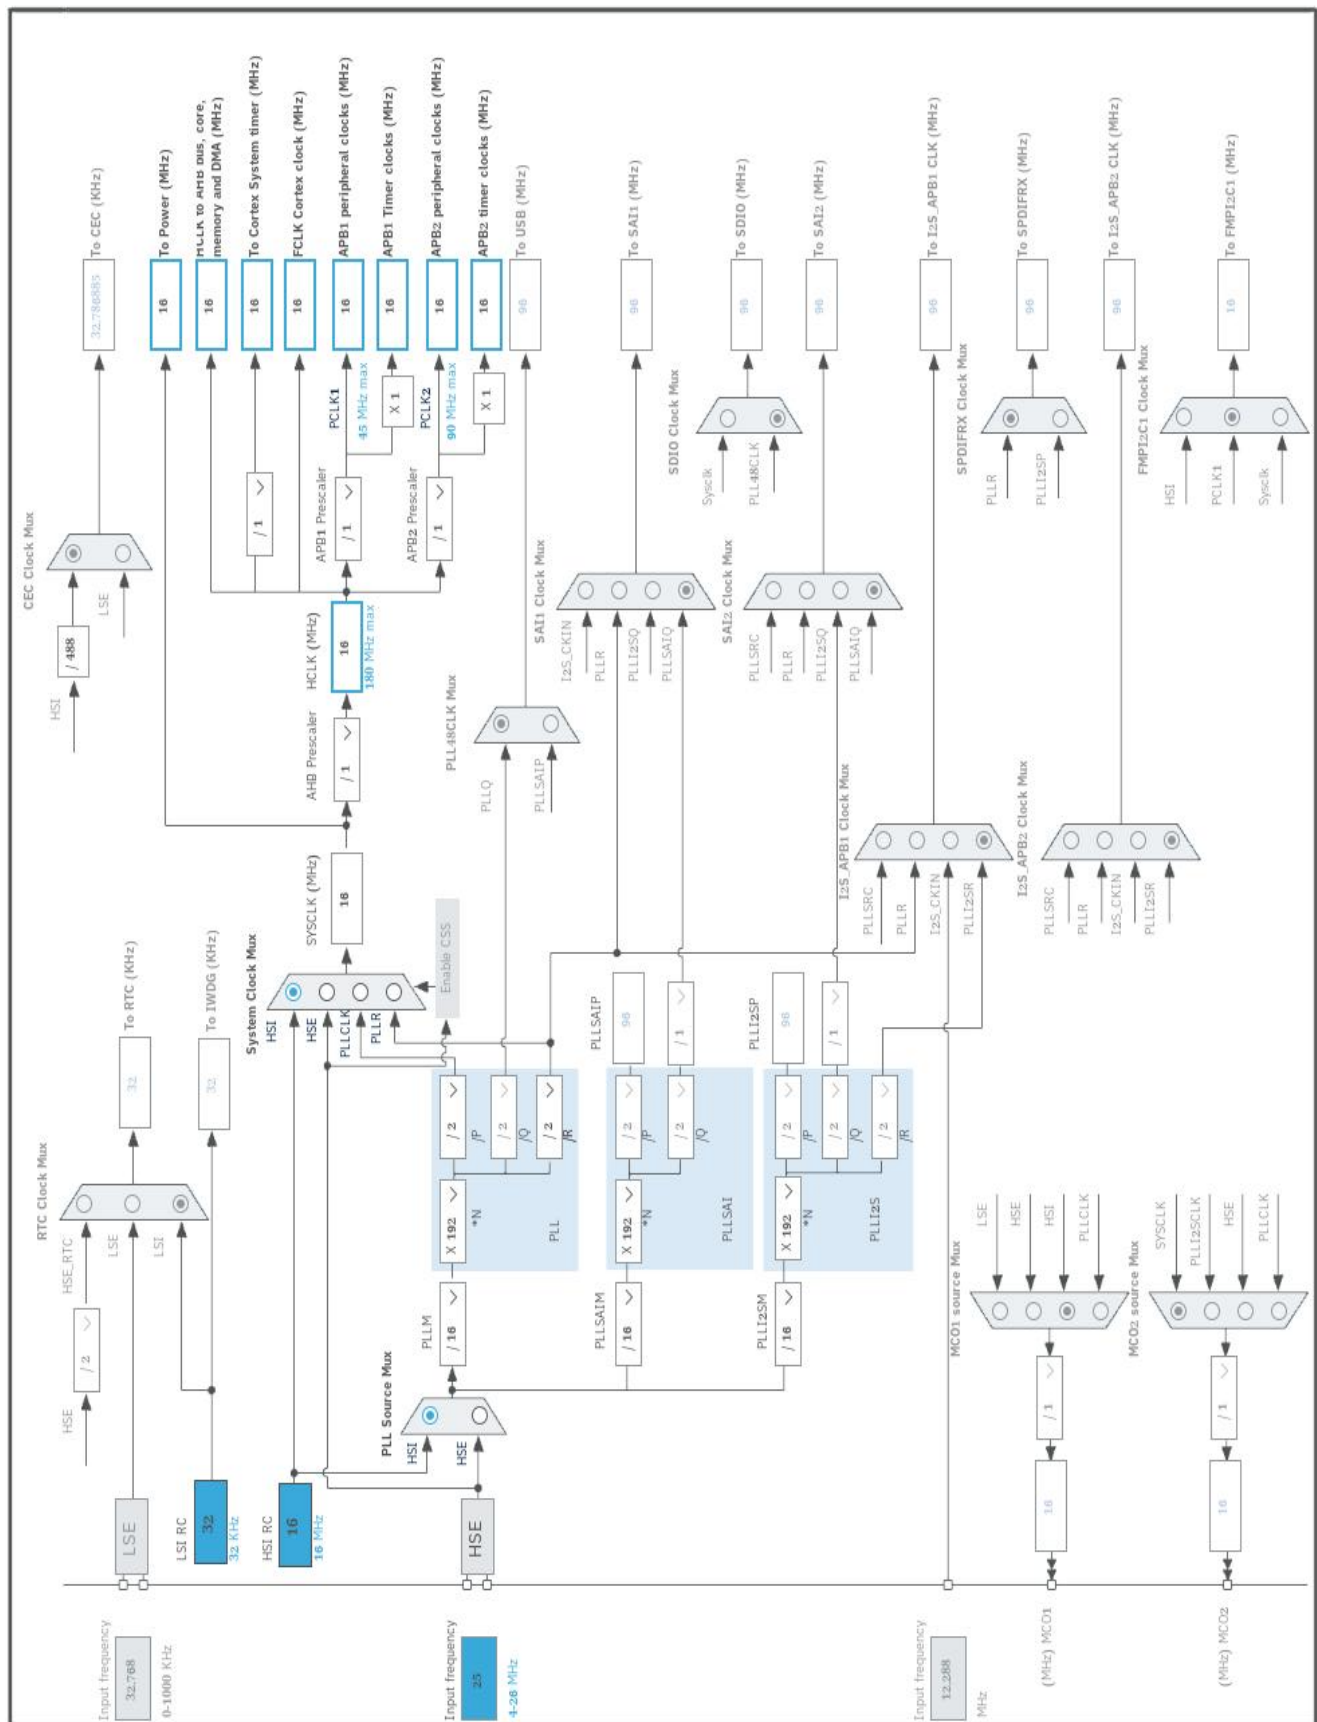 Input frequency
32.768
0-1000 KHz
LSE
HSE
/ 2
HSE_RTC
LSE
LSI
RTC Clock Mux
32
To RTC (KHz)
LSI RC
32
32 KHz
32
To IWDG (KHz)
HSI RC
16
16 MHz
HSI
/ 488
LSE
CEC Clock Mux
32.786885
To CEC (KHz)
System Clock Mux
HSI
HSE
PLLCLK
PLLR
Enable CSS
SYSCLK (MHz)
16
AHB Prescaler
/ 1
HCLK (MHz)
16
180 MHz max
16
To Power (MHz)
16
HCLK to AHB bus, core,
memory and DMA (MHz)
/ 1
16
To Cortex System timer (MHz)
16
FCLK Cortex clock (MHz)
APB1 Prescaler
/ 1
PCLK1
45 MHz max
16
APB1 peripheral clocks (MHz)
X 1
16
APB1 Timer clocks (MHz)
APB2 Prescaler
/ 1
PCLK2
90 MHz max
16
APB2 peripheral clocks (MHz)
X 1
16
APB2 timer clocks (MHz)
Input frequency
25
4-26 MHz
HSE
PLL Source Mux
HSI
HSE
PLLM
/ 16
X 192
*N
/ 2
/P
/ 2
/Q
/ 2
/R
PLL
PLLQ
PLLSAIP
PLL48CLK Mux
96
To USB (MHz)
PLLSAIM
/ 16
X 192
*N
/ 2
/P
/ 2
/Q
PLLSAI
PLLSAIP
96
/ 1
SAI1 Clock Mux
I2S_CKIN
PLLR
PLLI2SQ
PLLSAIQ
96
To SAI1 (MHz)
SDIO Clock Mux
Sysclk
PLL48CLK
96
To SDIO (MHz)
PLLI2SM
/ 16
X 192
*N
/ 2
/P
/ 2
/Q
/ 2
/R
PLLI2S
PLLI2SP
96
/ 1
SAI2 Clock Mux
PLLSRC
PLLR
PLLI2SQ
PLLSAIQ
96
To SAI2 (MHz)
I2S_APB1 Clock Mux
PLLSRC
PLLR
I2S_CKIN
PLLI2SR
96
To I2S_APB1 CLK (MHz)
SPDIFRX Clock Mux
PLLR
PLLI2SP
96
To SPDIFRX (MHz)
Input frequency
12.288
MHz
I2S_APB2 Clock Mux
PLLSRC
PLLR
I2S_CKIN
PLLI2SR
96
To I2S_APB2 CLK (MHz)
FMPI2C1 Clock Mux
HSI
PCLK1
Sysclk
16
To FMPI2C1 (MHz)
MCO1 source Mux
LSE
HSE
HSI
PLLCLK
/ 1
16
(MHz) MCO1
MCO2 source Mux
SYSCLK
PLLI2SCLK
HSE
PLLCLK
/ 1
16
(MHz) MCO2